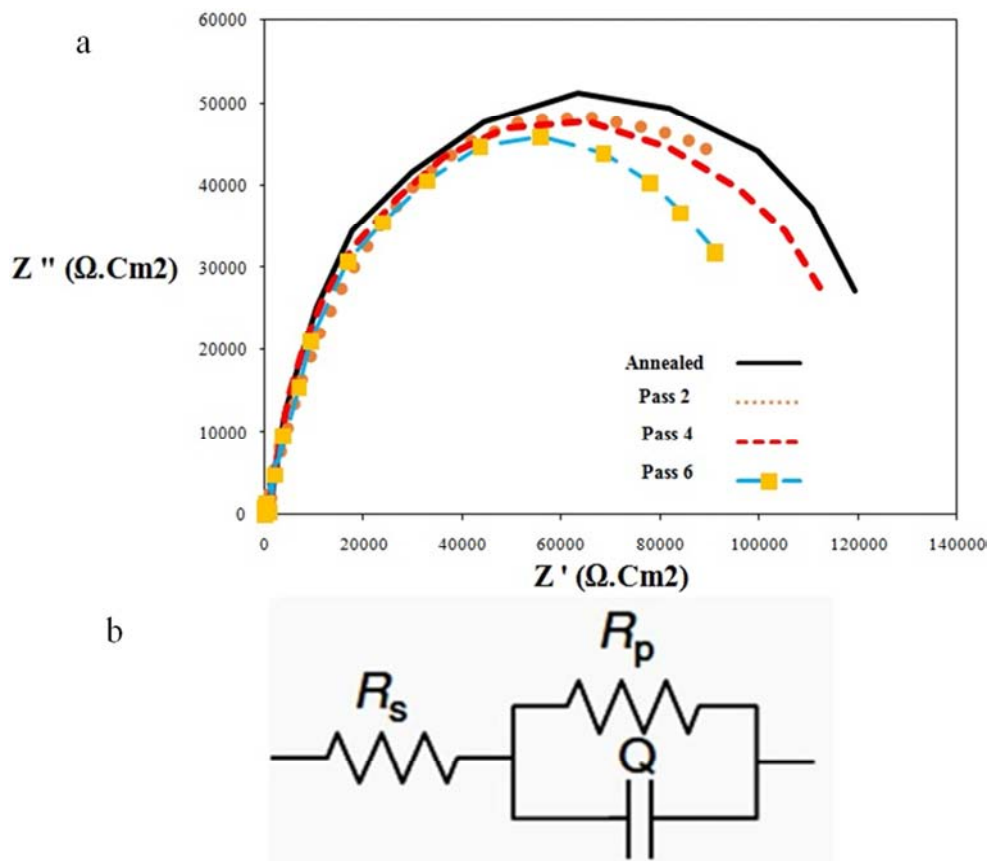 a
60000
50000
40000
30000
20000
10000
0
Z " (Ω.Cm2)
0 20000 40000 60000 80000 100000 120000 140000
Z ' (Ω.Cm2)
Annealed
Pass 2
Pass 4
Pass 6
b
Rs
Rp
Q